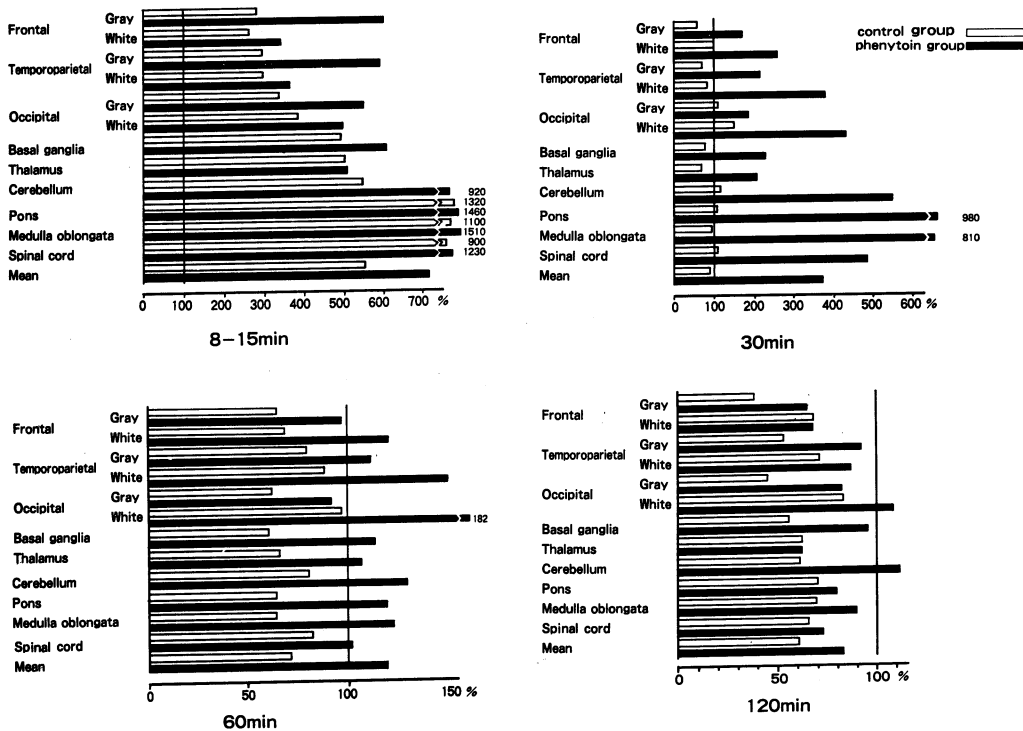 Frontal
Gray
White
Temporoparietal
Gray
White
Occipital
Gray
White
Basal ganglia
Thalamus
Cerebellum
920
1320
Pons
1460
1100
Medulla oblongata
1510
900
Spinal cord
1230
Mean
0 100 200 300 400 500 600 700 %
8-15min
control group
phenytoin group
Frontal
Gray
White
Temporoparietal
Gray
White
Occipital
Gray
White
Basal ganglia
Thalamus
Cerebellum
Pons
980
Medulla oblongata
810
Spinal cord
Mean
0 100 200 300 400 500 600 %
30min
Frontal
Gray
White
Temporoparietal
Gray
White
Occipital
Gray
White
182
Basal ganglia
Thalamus
Cerebellum
Pons
Medulla oblongata
Spinal cord
Mean
0 50 100 150 %
60min
Frontal
Gray
White
Temporoparietal
Gray
White
Occipital
Gray
White
Basal ganglia
Thalamus
Cerebellum
Pons
Medulla oblongata
Spinal cord
Mean
0 50 100 %
120min